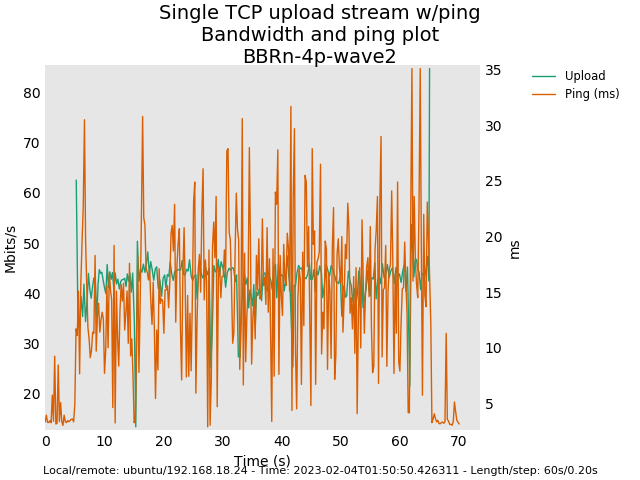 Single TCP upload stream w/ping
Bandwidth and ping plot
BBRn-4p-wave2
Upload
Ping (ms)
Mbits/s
80
70
60
50
40
30
20
35
30
25
20
15
10
5
ms
0 10 20 30 40 50 60 70
Time (s)
Local/remote: ubuntu/192.168.18.24 - Time: 2023-02-04T01:50:50.426311 - Length/step: 60s/0.20s